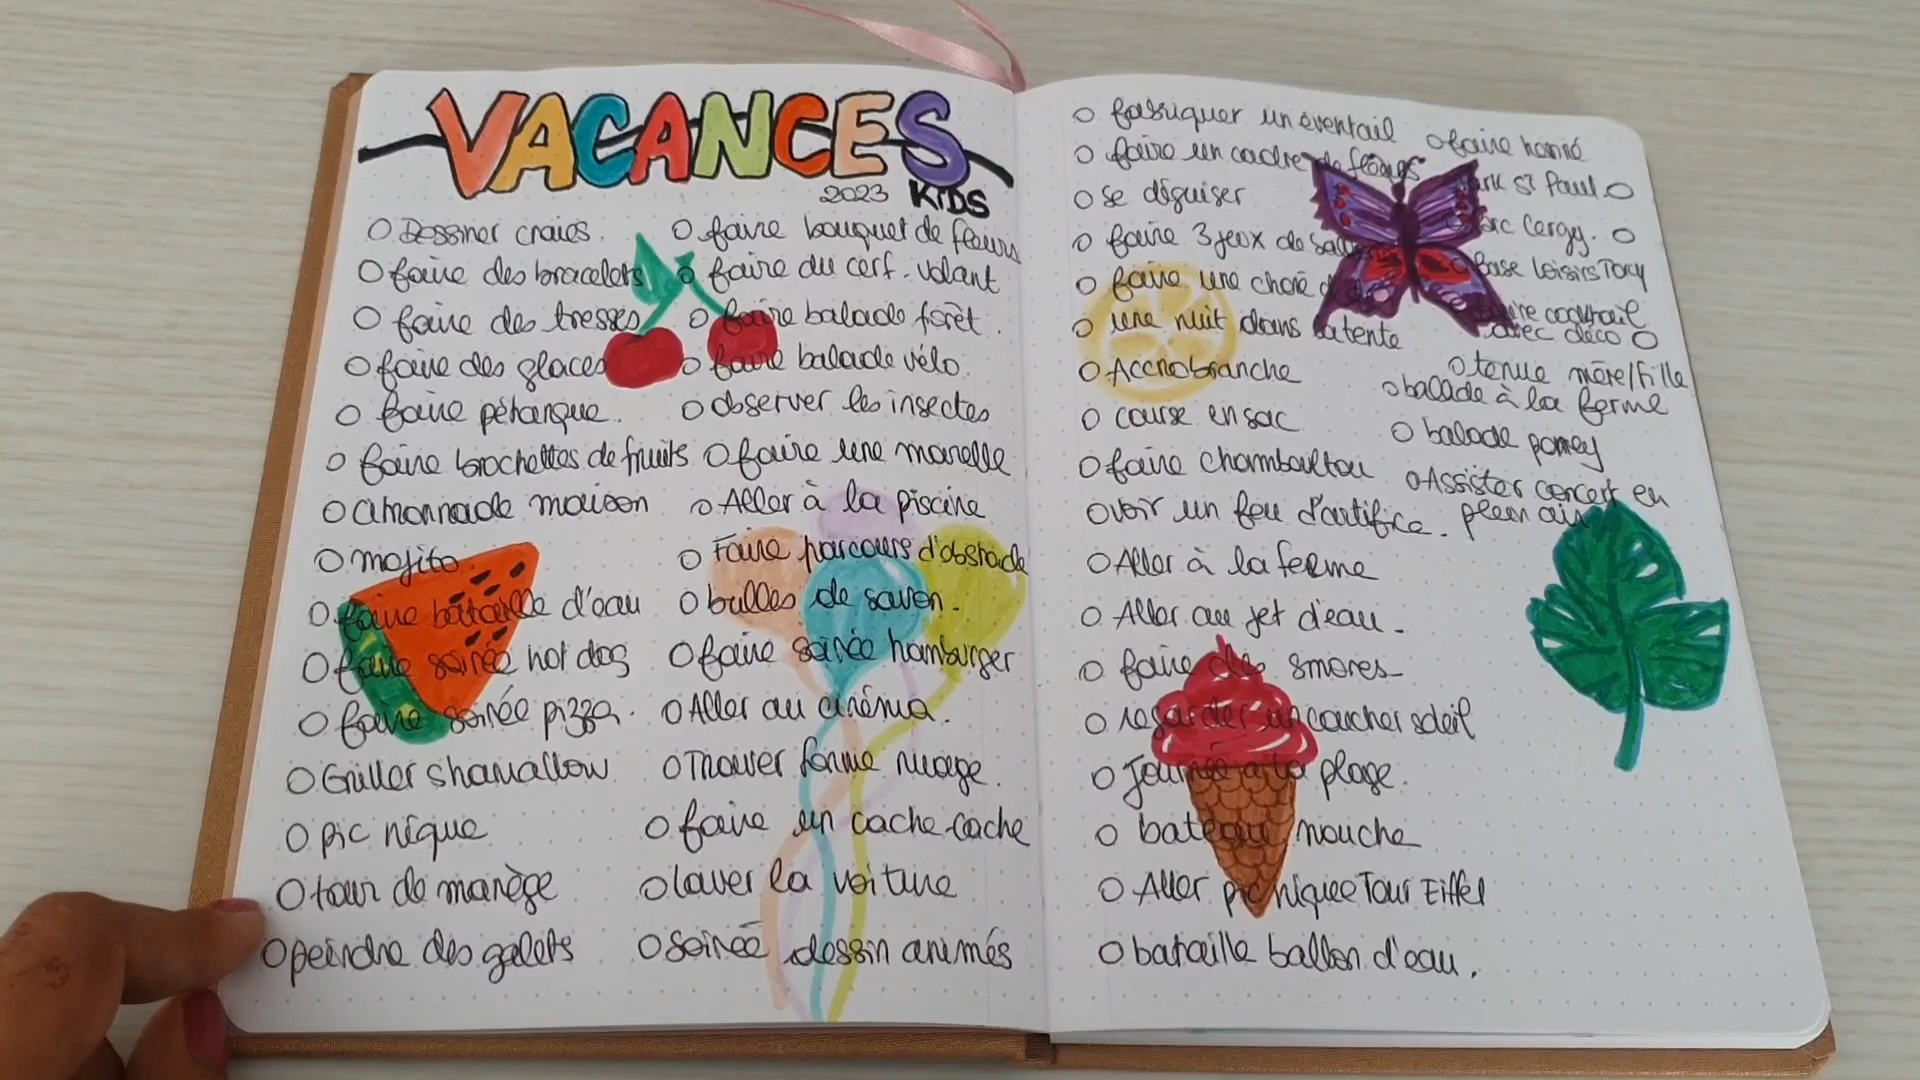 VACANCES
2023 KIDS
O Dessiner craies.
O faire des bracelets
O faire des tresses
O faire des glaces
O faire pétanque.
O faire brochettes de fruits
O maison
O mojito.
O faire bataille d'eau
O faire soirée hot dog
O faire soirée pizza.
O Griller shamallow
O pic nique
O tour de manège
O peindre des galets
O faire bouquet de fleurs
O faire du cerf-volant
O faire balade forêt.
O faire balade vélo.
O observer les insectes
O faire une marelle
O Aller à la piscine
O Faire parcours d'obstacle
O bulles de savon.
O faire soirée hamburger
O Aller au cinéma.
O Trouver forme nuage.
O faire un cache-cache
O laver la voiture
O Soireé dessin animés
O fabriquer un éventail
O faire un cadre de
O se déguiser
O faire 3 jeux de
O faire une
O une nuit dans la tente
O Accrobranche
O course en sac
O faire chamboultou
O voir un feu d'artifice.
O Aller à la ferme
O Aller au jet d'eau.
O faire des smores
O regarder un coucher soleil
O Journée a la plage.
O bateau mouche
O Aller pic nique Tour Eiffel
O bataille ballon d'eau.
O faire
St Paul O
Cergy. O
Base Loisirs Torcy
cocktail
avec déco O
O tenue mère/fille
O balade à la ferme
O balade poney
O Assister concert en
plein air